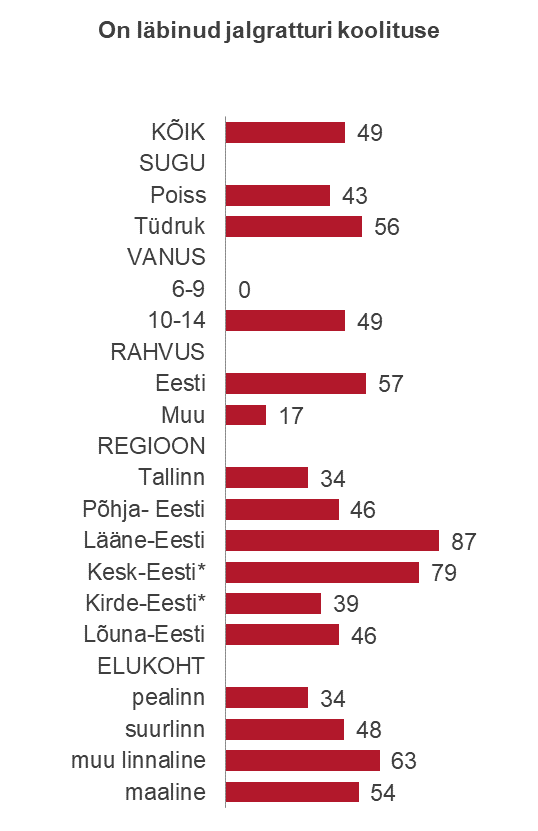 On läbinud jalgratturi koolituse
KÕIK 49
SUGU
Poiss 43
Tüdruk 56
VANUS
6-9 0
10-14 49
RAHVUS
Eesti 57
Muu 17
REGIOON
Tallinn 34
Põhja- Eesti 46
Lääne-Eesti 87
Kesk-Eesti* 79
Kirde-Eesti* 39
Lõuna-Eesti 46
ELUKOHT
pealinn 34
suurlinn 48
muu linnaline 63
maaline 54